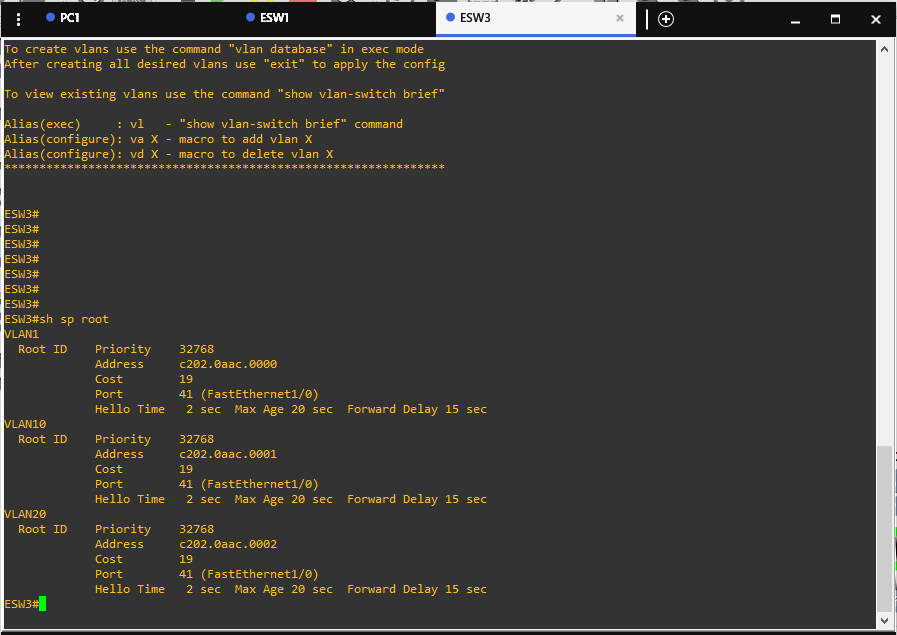 PC1 ESW1 ESW3
To create vlans use the command "vlan database" in exec mode
After creating all desired vlans use "exit" to apply the config
To view existing vlans use the command "show vlan-switch brief"
Alias(exec)     : vl   - "show vlan-switch brief" command
Alias(configure): va X - macro to add vlan X
Alias(configure): vd X - macro to delete vlan X
***************************************************************
ESW3#
ESW3#
ESW3#
ESW3#
ESW3#
ESW3#
ESW3#
ESW3#sh sp root
VLAN1
  Root ID    Priority    32768
             Address     c202.0aac.0000
             Cost        19
             Port        41 (FastEthernet1/0)
             Hello Time   2 sec  Max Age 20 sec  Forward Delay 15 sec
VLAN10
  Root ID    Priority    32768
             Address     c202.0aac.0001
             Cost        19
             Port        41 (FastEthernet1/0)
             Hello Time   2 sec  Max Age 20 sec  Forward Delay 15 sec
VLAN20
  Root ID    Priority    32768
             Address     c202.0aac.0002
             Cost        19
             Port        41 (FastEthernet1/0)
             Hello Time   2 sec  Max Age 20 sec  Forward Delay 15 sec
ESW3#